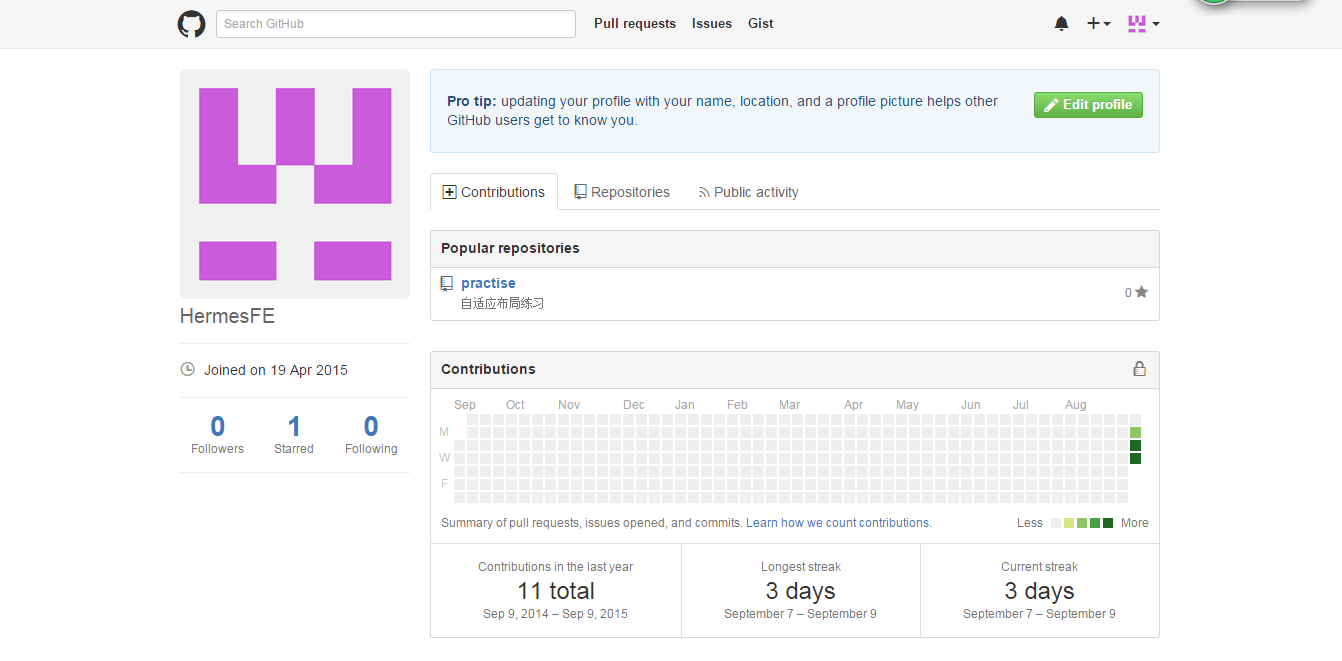 Search GitHub
Pull requests
Issues
Gist
Pro tip: updating your profile with your name, location, and a profile picture helps other
GitHub users get to know you.
Edit profile
Contributions
Repositories
Public activity
HermesFE
Joined on 19 Apr 2015
0
Followers
1
Starred
0
Following
Popular repositories
practise
自适应布局练习
0
Contributions
Sep Oct Nov Dec Jan Feb Mar Apr May Jun Jul Aug
M
W
F
Summary of pull requests, issues opened, and commits. Learn how we count contributions.
Less
More
Contributions in the last year
11 total
Sep 9, 2014 – Sep 9, 2015
Longest streak
3 days
September 7 – September 9
Current streak
3 days
September 7 – September 9